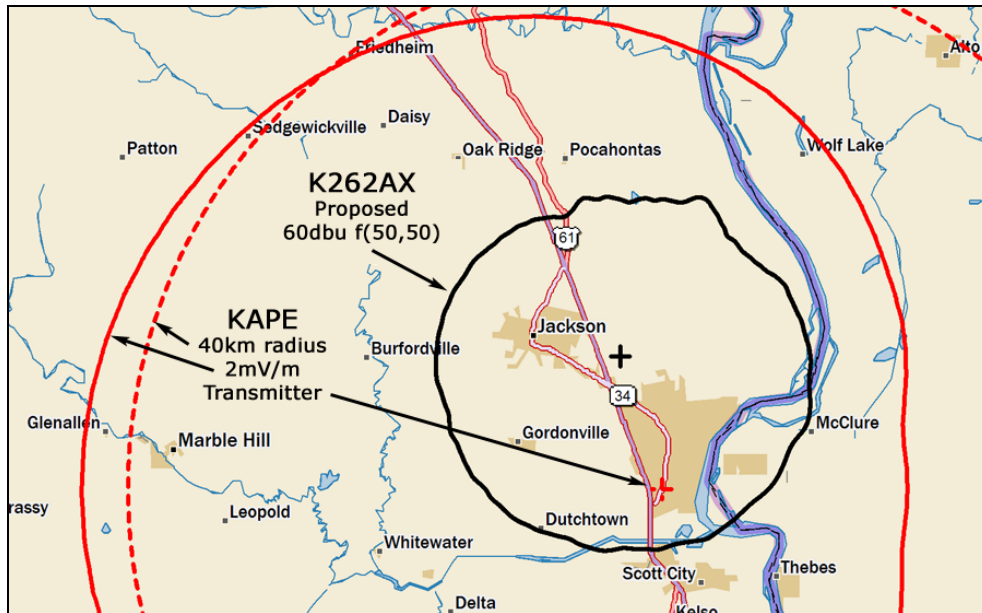 Friedheim
Alto
Sedgewickville
Daisy
Patton
Oak Ridge
Pocahontas
Wolf Lake
K262AX
Proposed
60dbu f(50,50)
61
KAPE
40km radius
2mV/m
Transmitter
Jackson
Burfordville
34
Glenallen
Marble Hill
Gordonville
McClure
rassy
Leopold
Dutchtown
Whitewater
Scott City
Thebes
Delta
Kelso